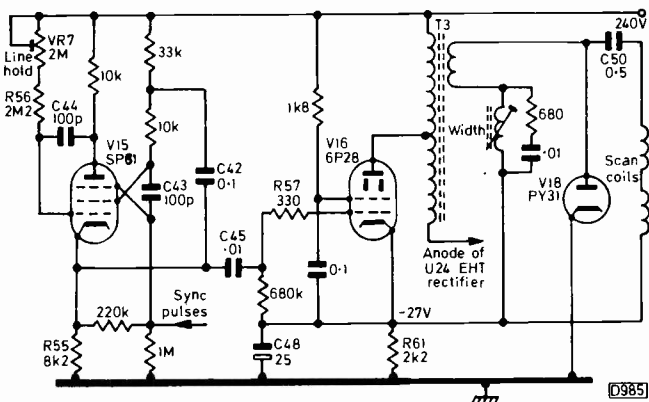 VR7
2M
Line
hold
R56
2M2
C44
100p
10k
33k
10k
V15
SP61
C43
100p
C42
0·1
C45
·01
R57
330
1k8
V16
6P28
T3
240V
C50
0·5
Width
680
·01
V18
PY31
Scan
coils
Anode of
U24 EHT
rectifier
0·1
680k
-27V
220k
Sync
pulses
R55
8k2
1M
C48
25
R61
2k2
D985